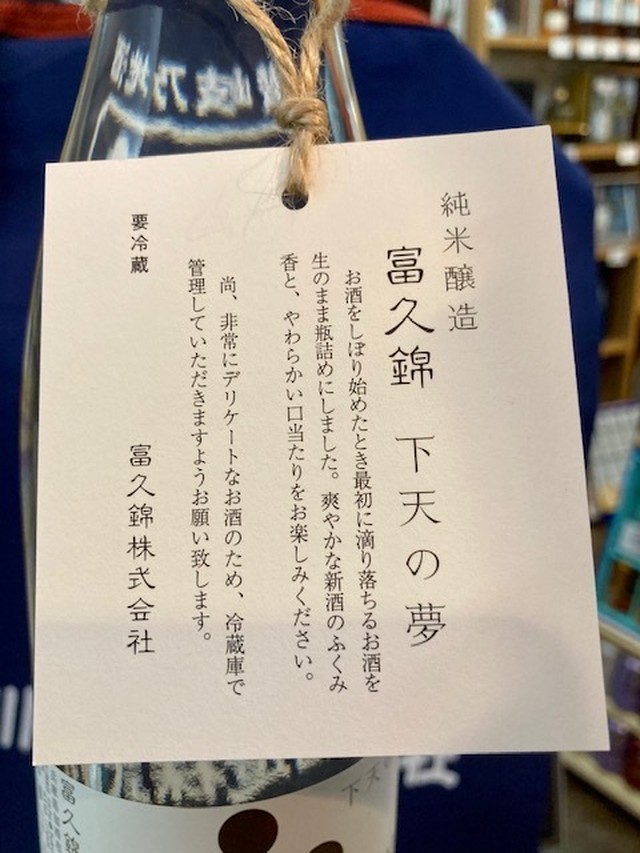 純米醸造
富久錦 下天の夢
お酒をしぼり始めたとき最初に滴り落ちるお酒を
生のまま瓶詰めにしました。爽やかな新酒のふくみ
香と、やわらかい口当たりをお楽しみください。
尚、非常にデリケートなお酒のため、冷蔵庫で
管理していただきますようお願い致します。
要冷蔵
富久錦株式会社
富久錦
下天